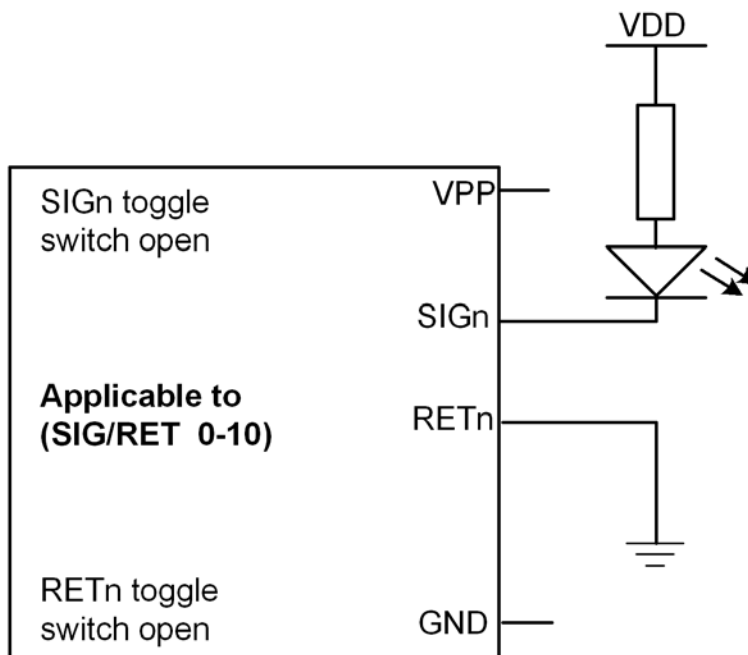 VDD
SIGn toggle
switch open
VPP
SIGn
Applicable to
(SIG/RET 0-10)
RETn
RETn toggle
switch open
GND